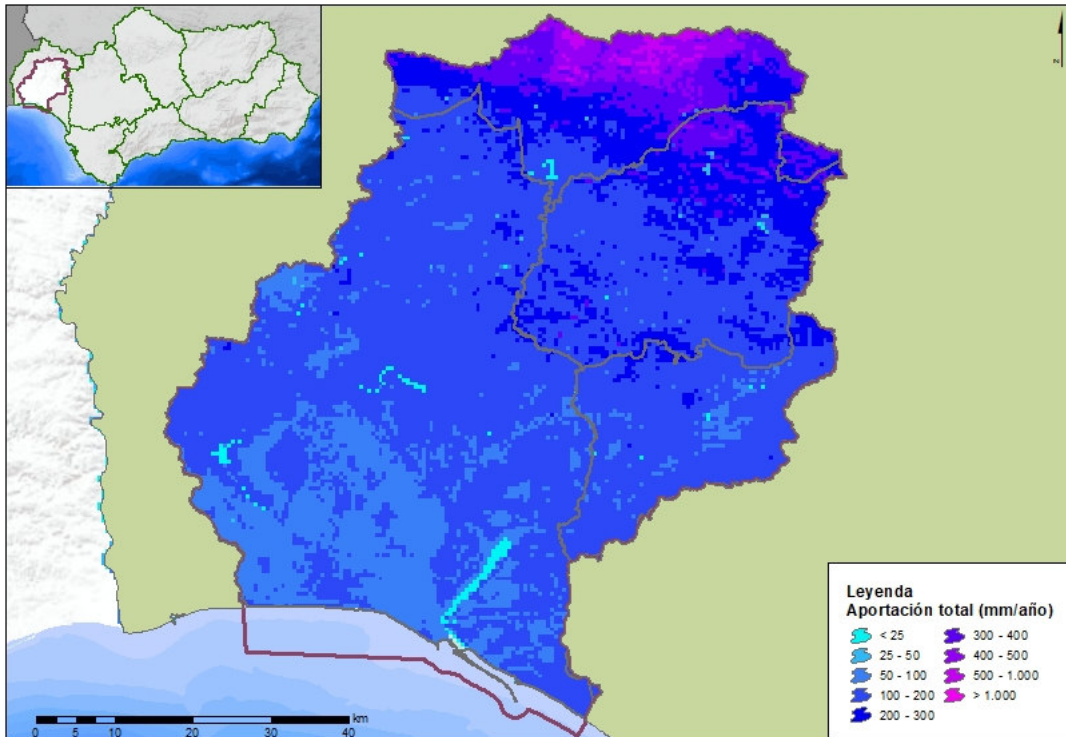 N
Leyenda
Aportación total (mm/año)
< 25
25 - 50
50 - 100
100 - 200
200 - 300
300 - 400
400 - 500
500 - 1.000
> 1.000
km
0 5 10 20 30 40